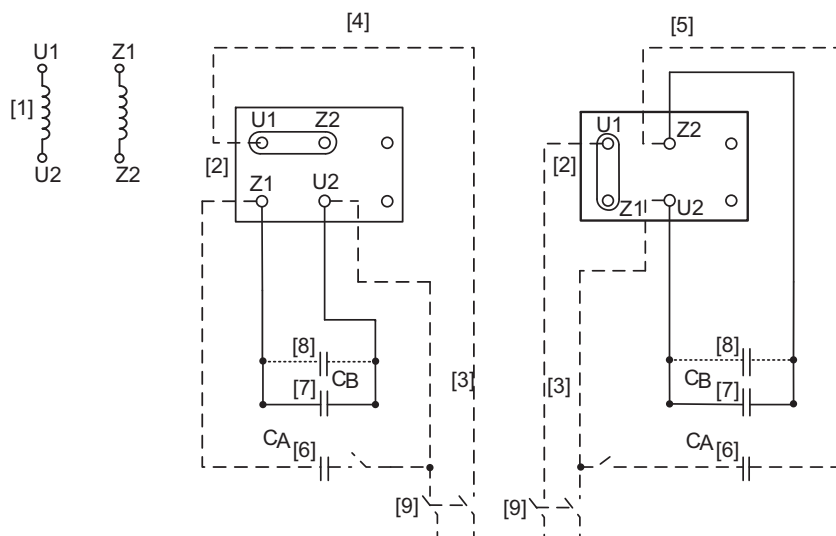 [4]
[5]
U1 Z1
[1]
U2 Z2
U1 Z2
[2]
Z1 U2
U1 Z2
[2]
Z1 U2
[8]
CB
[7]
[3]
CA [6]
[9]
[8]
CB
[7]
[3]
CA [6]
[9]